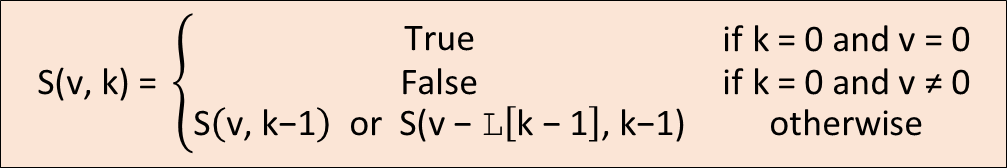 True if k = 0 and v = 0
S(v, k) = False if k = 0 and v ≠ 0
S(v, k−1) or S(v − L[k − 1], k−1) otherwise